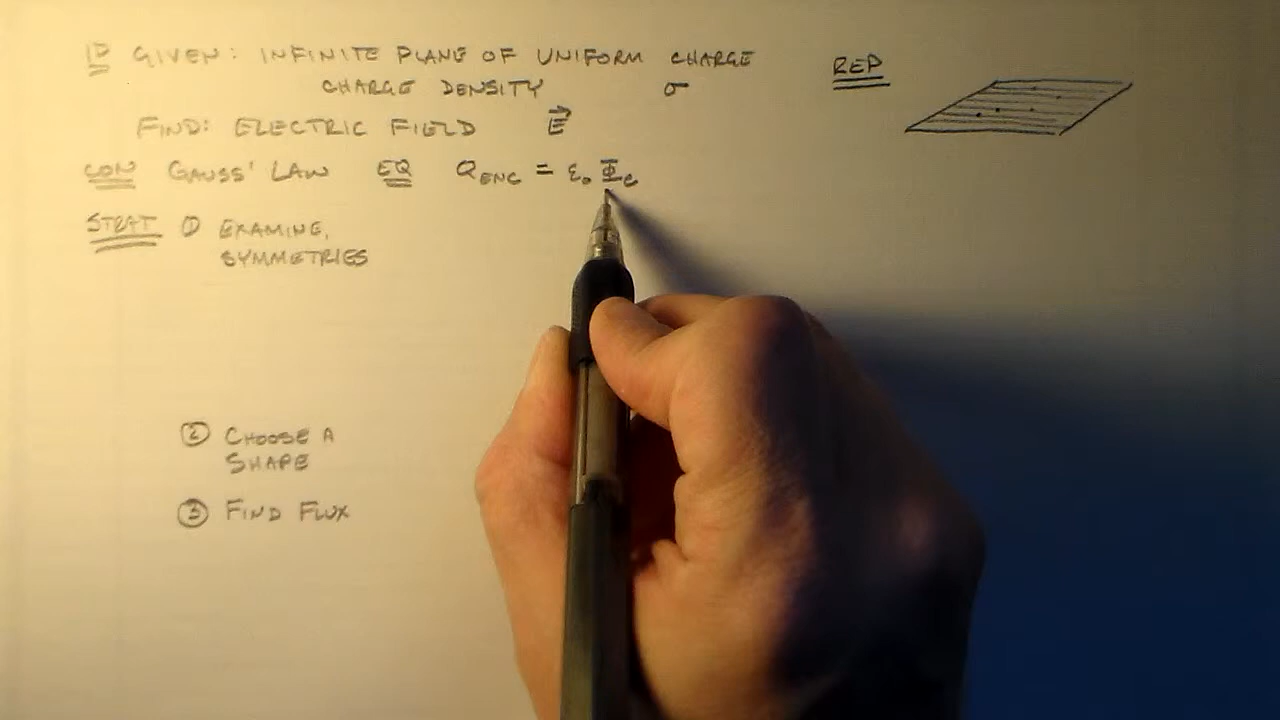 ID GIVEN: INFINITE PLANE OF UNIFORM CHARGE
CHARGE DENSITY σ
FIND: ELECTRIC FIELD E⃗
CON GAUSS' LAW EQ Q_ENC = ε₀ Φ_C
STRAT ① EXAMINE,
SYMMETRIES
② CHOOSE A
SHAPE
③ FIND FLUX
REP